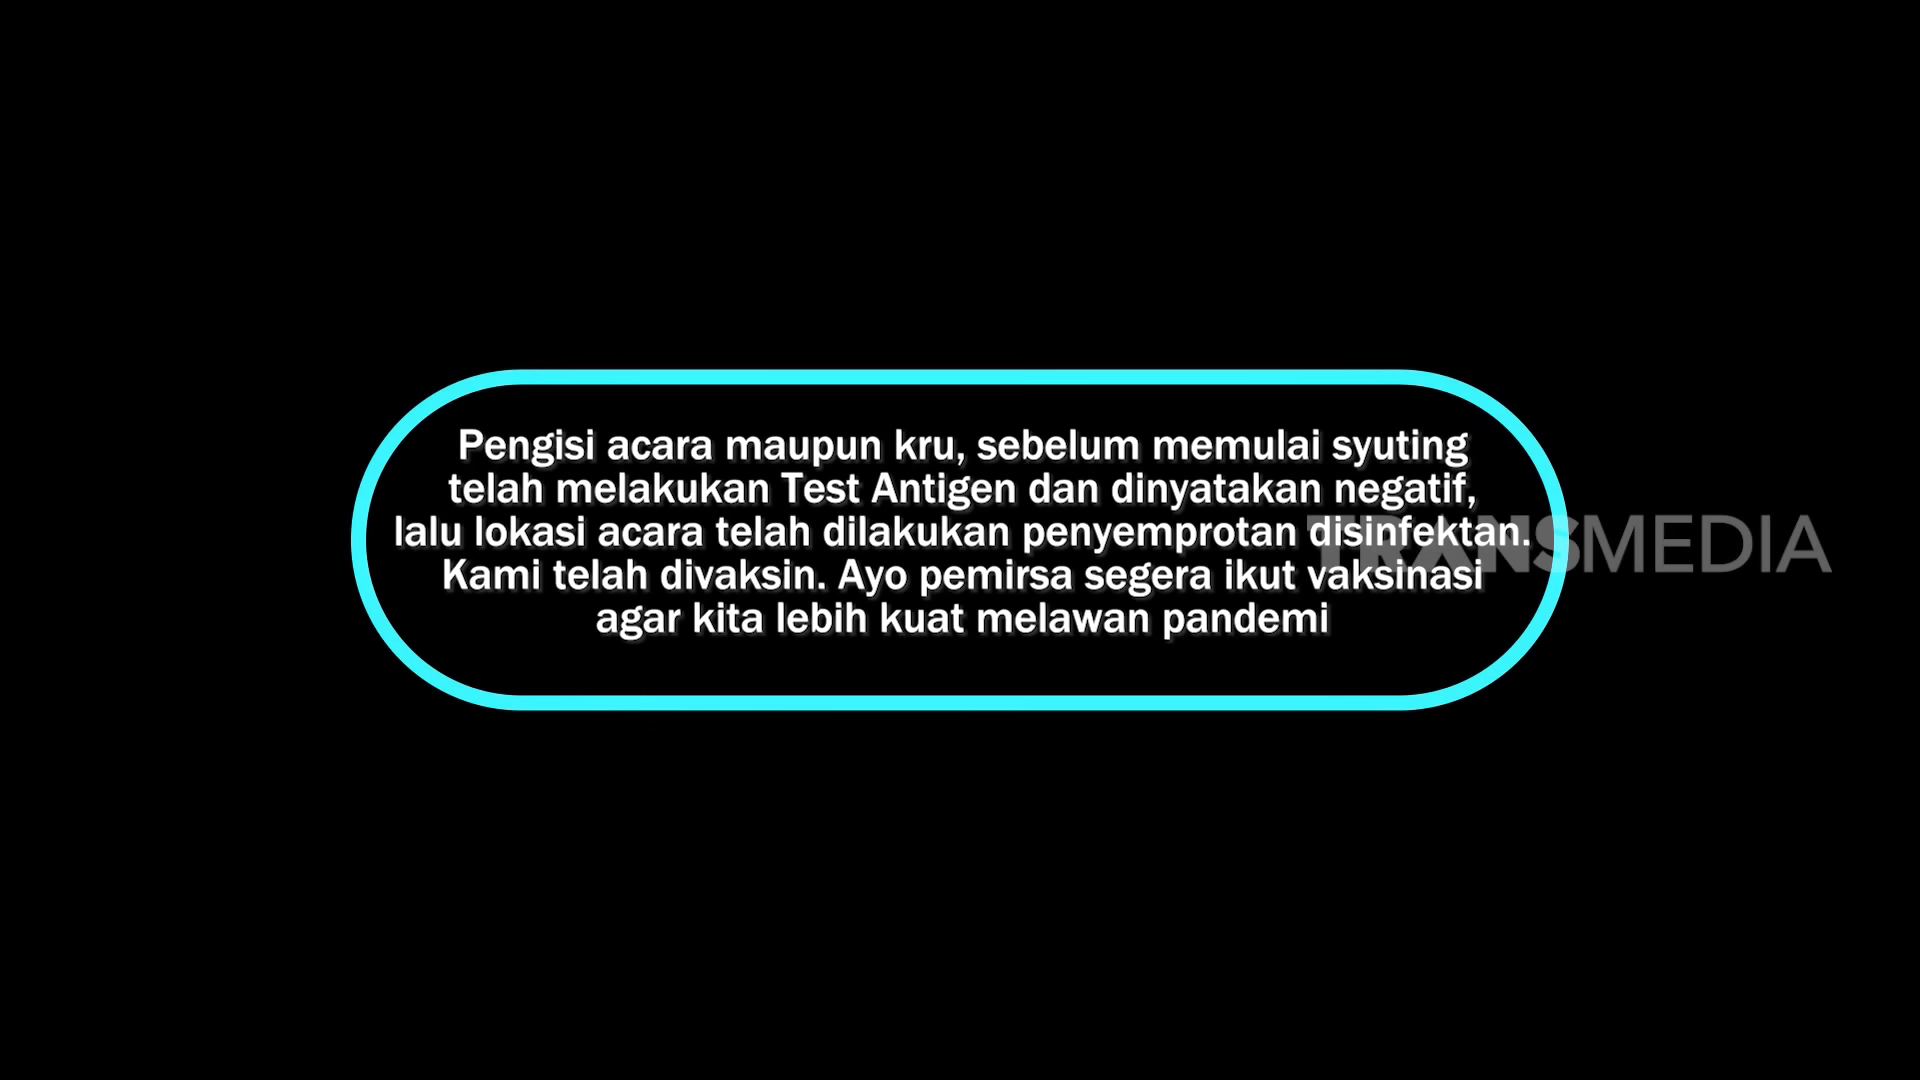 Pengisi acara maupun kru, sebelum memulai syuting
telah melakukan Test Antigen dan dinyatakan negatif,
lalu lokasi acara telah dilakukan penyemprotan disinfektan.
Kami telah divaksin. Ayo pemirsa segera ikut vaksinasi
agar kita lebih kuat melawan pandemi
TRANSMEDIA